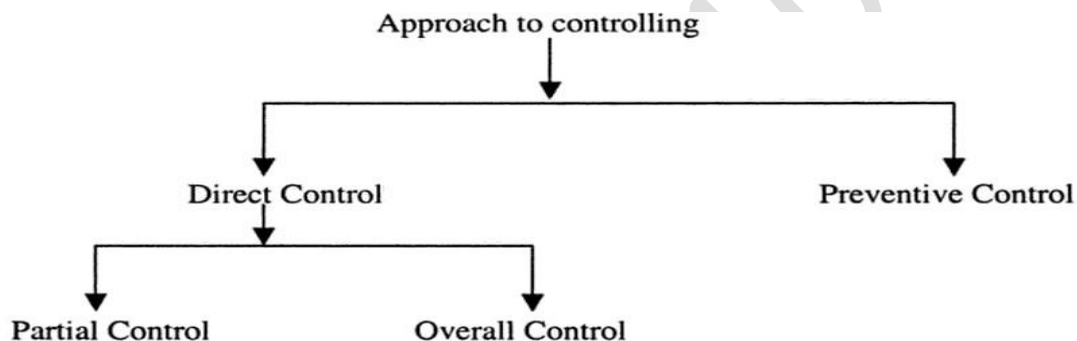 Approach to controlling
Direct Control
Preventive Control
Partial Control
Overall Control